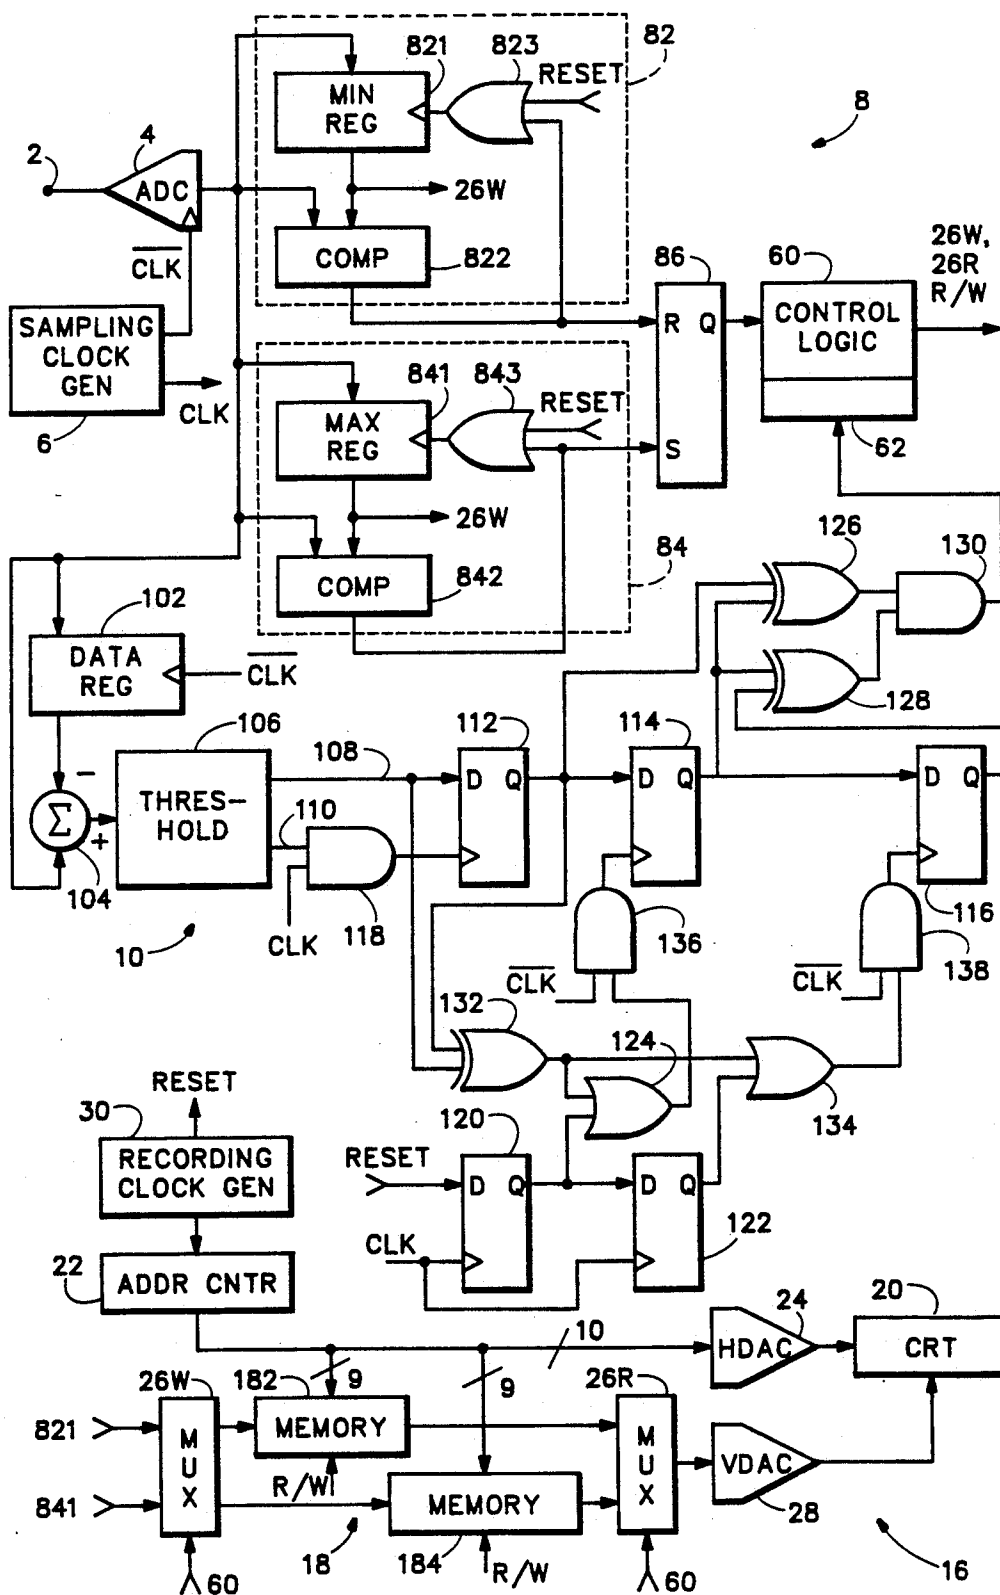 821
823
RESET
82
MIN
REG
8
4
2
ADC
26W
CLK
COMP
822
86
60
26W,
26R
R/W
SAMPLING
CLOCK
GEN
R Q
CONTROL
LOGIC
CLK
6
841
843
RESET
MAX
REG
S
62
26W
126
130
COMP
842
84
102
DATA
REG
CLK
128
106
112
114
108
D Q
D Q
D
−
THRES-
HOLD
Σ
+
110
104
118
CLK
136
116
10
CLK
138
CLK
132
124
134
RESET
30
RECORDING
CLOCK GEN
120
RESET
D Q
D Q
122
CLK
22
ADDR CNTR
24
20
10
HDAC
CRT
26W
182
9
9
26R
821
MUX
MEMORY
MUX
VDAC
R/W
841
MEMORY
28
18
184
R/W
16
60
60